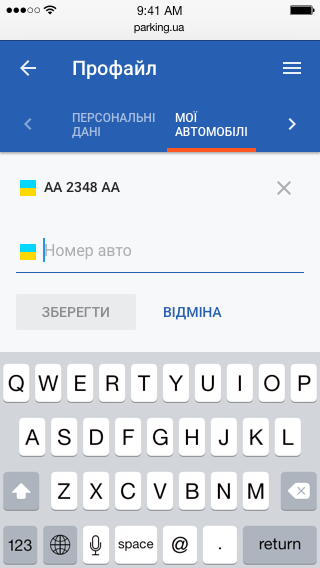 9:41 AM
parking.ua
Профайл
ПЕРСОНАЛЬНІ
ДАНІ
МОЇ
АВТОМОБІЛІ
AA 2348 AA
Номер авто
ЗБЕРЕГТИ
ВІДМІНА
Q W E R T Y U I O P
A S D F G H J K L
Z X C V B N M
123 space @ . return